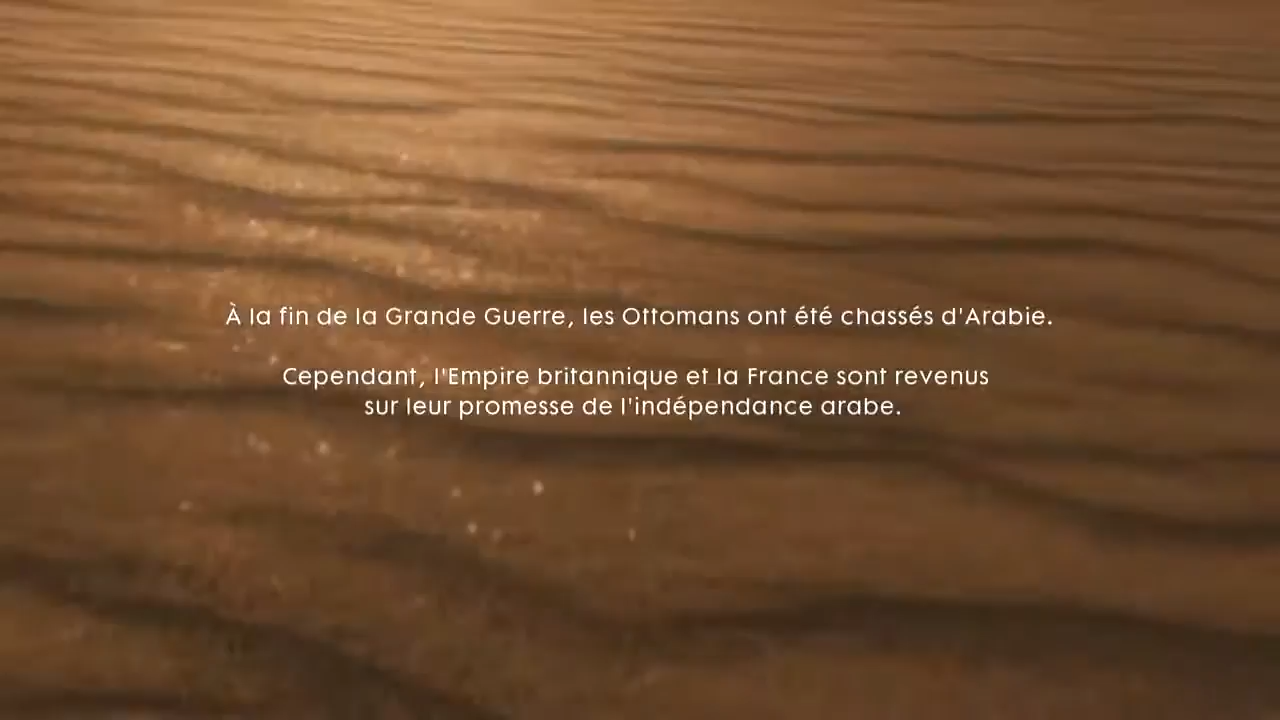 À la fin de la Grande Guerre, les Ottomans ont été chassés d'Arabie.
Cependant, l'Empire britannique et la France sont revenus
sur leur promesse de l'indépendance arabe.